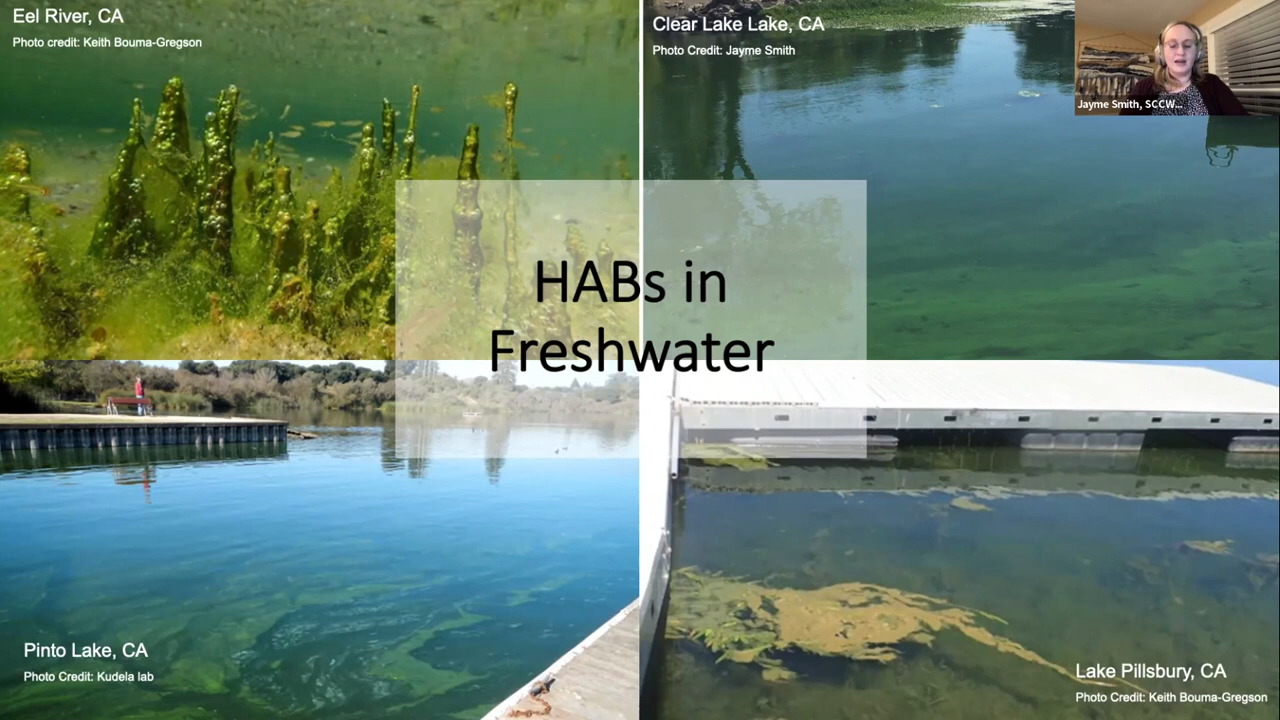 Eel River, CA
Photo credit: Keith Bouma-Gregson
Clear Lake Lake, CA
Photo Credit: Jayme Smith
Jayme Smith, SCCW...
HABs in
Freshwater
Pinto Lake, CA
Photo Credit: Kudela lab
Lake Pillsbury, CA
Photo Credit: Keith Bouma-Gregson